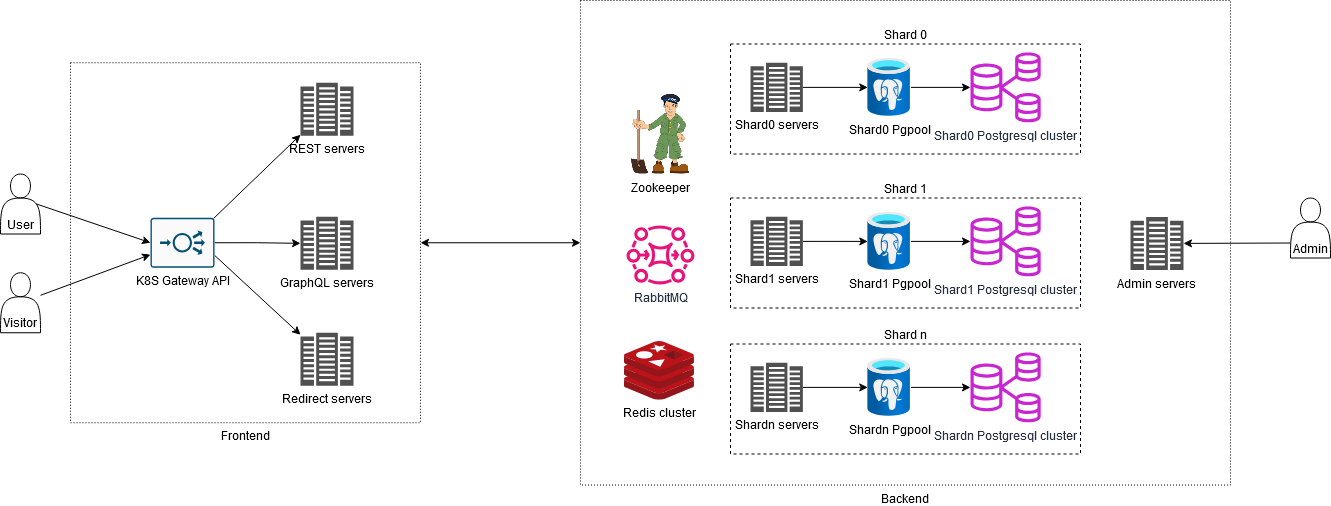 User
Visitor
K8S Gateway API
REST servers
GraphQL servers
Redirect servers
Frontend
Zookeeper
RabbitMQ
Redis cluster
Shard 0
Shard0 servers
Shard0 Pgpool
Shard0 Postgresql cluster
Shard 1
Shard1 servers
Shard1 Pgpool
Shard1 Postgresql cluster
Shard n
Shardn servers
Shardn Pgpool
Shardn Postgresql cluster
Admin servers
Admin
Backend